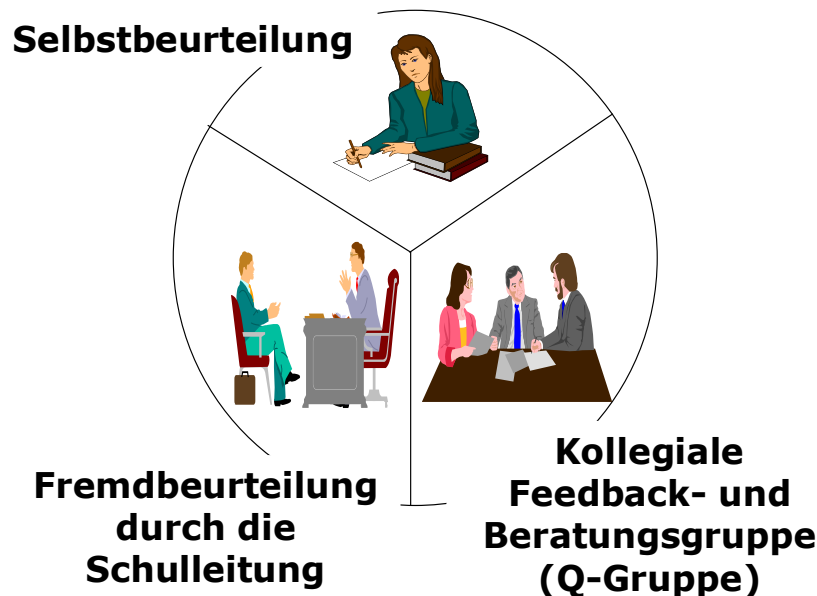 Selbstbeurteilung
Fremdbeurteilung
durch die
Schulleitung
Kollegiale
Feedback- und
Beratungsgruppe
(Q-Gruppe)